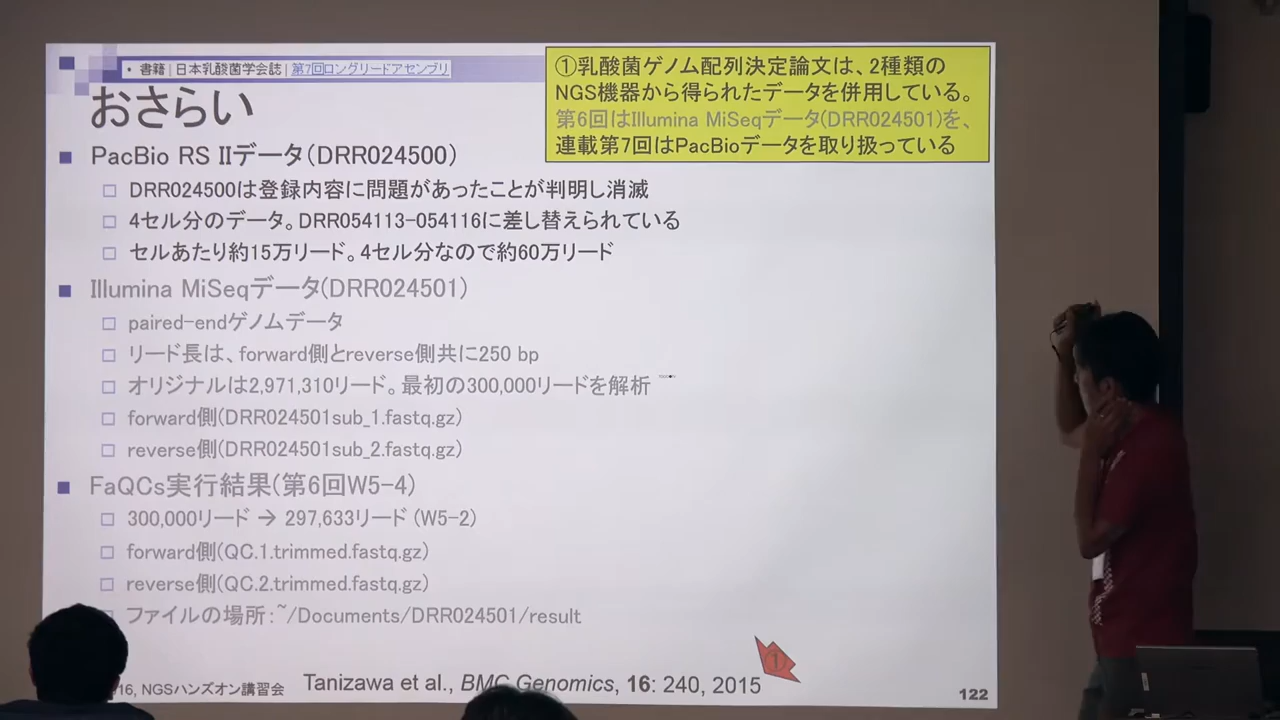 • 書籍 | 日本乳酸菌学会誌 | 第7回ロングリードアセンブリ
おさらい
①乳酸菌ゲノム配列決定論文は、2種類の
NGS機器から得られたデータを併用している。
第6回はIllumina MiSeqデータ(DRR024501)を、
連載第7回はPacBioデータを取り扱っている
PacBio RS IIデータ(DRR024500)
DRR024500は登録内容に問題があったことが判明し消滅
4セル分のデータ。DRR054113-054116に差し替えられている
セルあたり約15万リード。4セル分なので約60万リード
Illumina MiSeqデータ(DRR024501)
paired-endゲノムデータ
リード長は、forward側とreverse側共に250 bp
オリジナルは2,971,310リード。最初の300,000リードを解析
forward側(DRR024501sub_1.fastq.gz)
reverse側(DRR024501sub_2.fastq.gz)
FaQCs実行結果(第6回W5-4)
300,000リード → 297,633リード (W5-2)
forward側(QC.1.trimmed.fastq.gz)
reverse側(QC.2.trimmed.fastq.gz)
ファイルの場所:~/Documents/DRR024501/result
①
16, NGSハンズオン講習会
Tanizawa et al., BMC Genomics, 16: 240, 2015
122